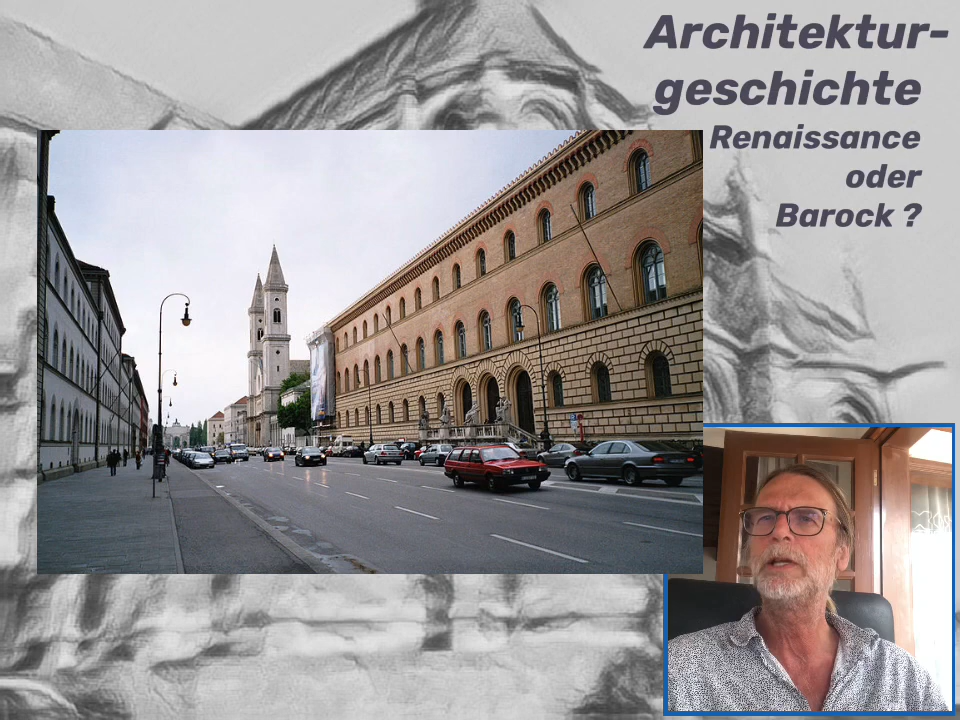 Architektur-
geschichte
Renaissance
oder
Barock ?